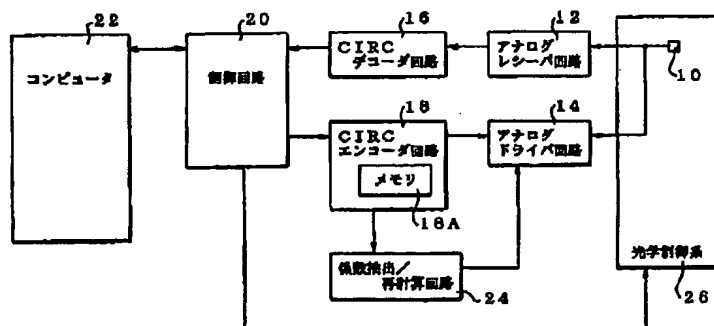 22
20
16
12
コンピュータ
制御回路
CIRC
デコーダ回路
アナログ
レシーバ回路
10
18
14
CIRC
エンコーダ回路
メモリ
18A
アナログ
ドライバ回路
係数抽出／
再計算回路
24
光学制御系
26